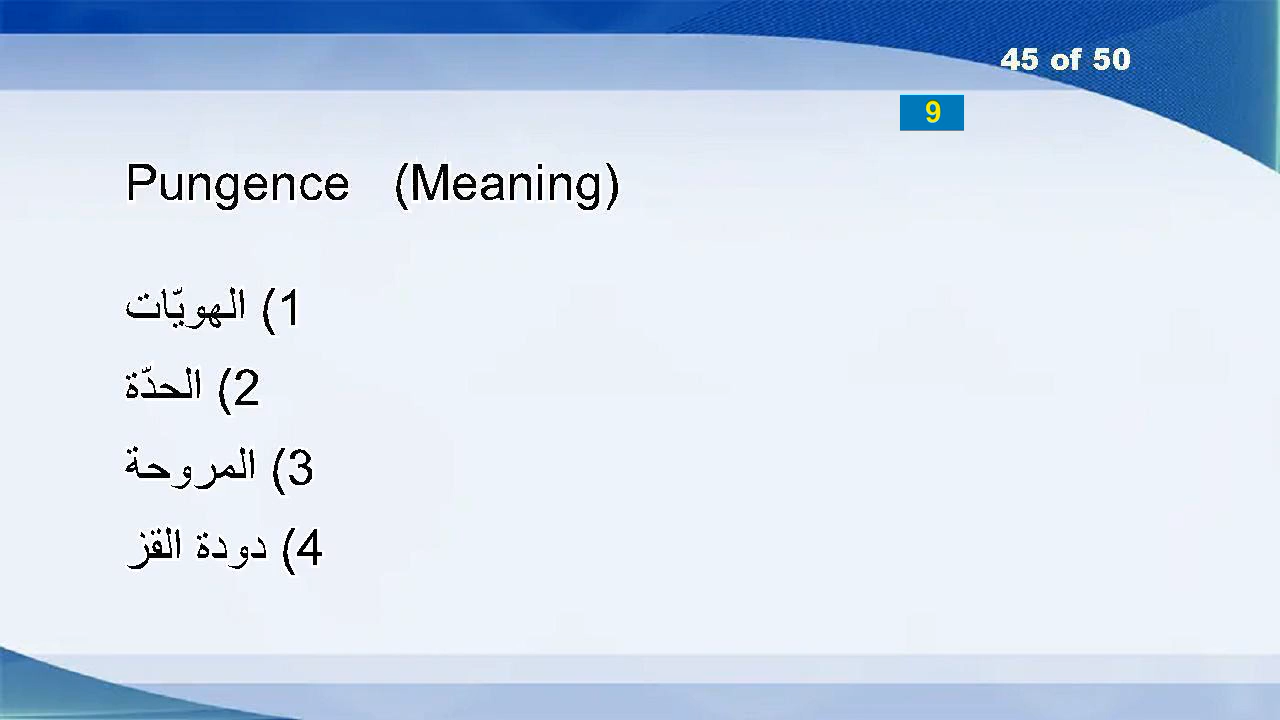 45 of 50
9
Pungence (Meaning)
1) الهويّات
2) الحدّة
3) المروحة
4) دودة القز